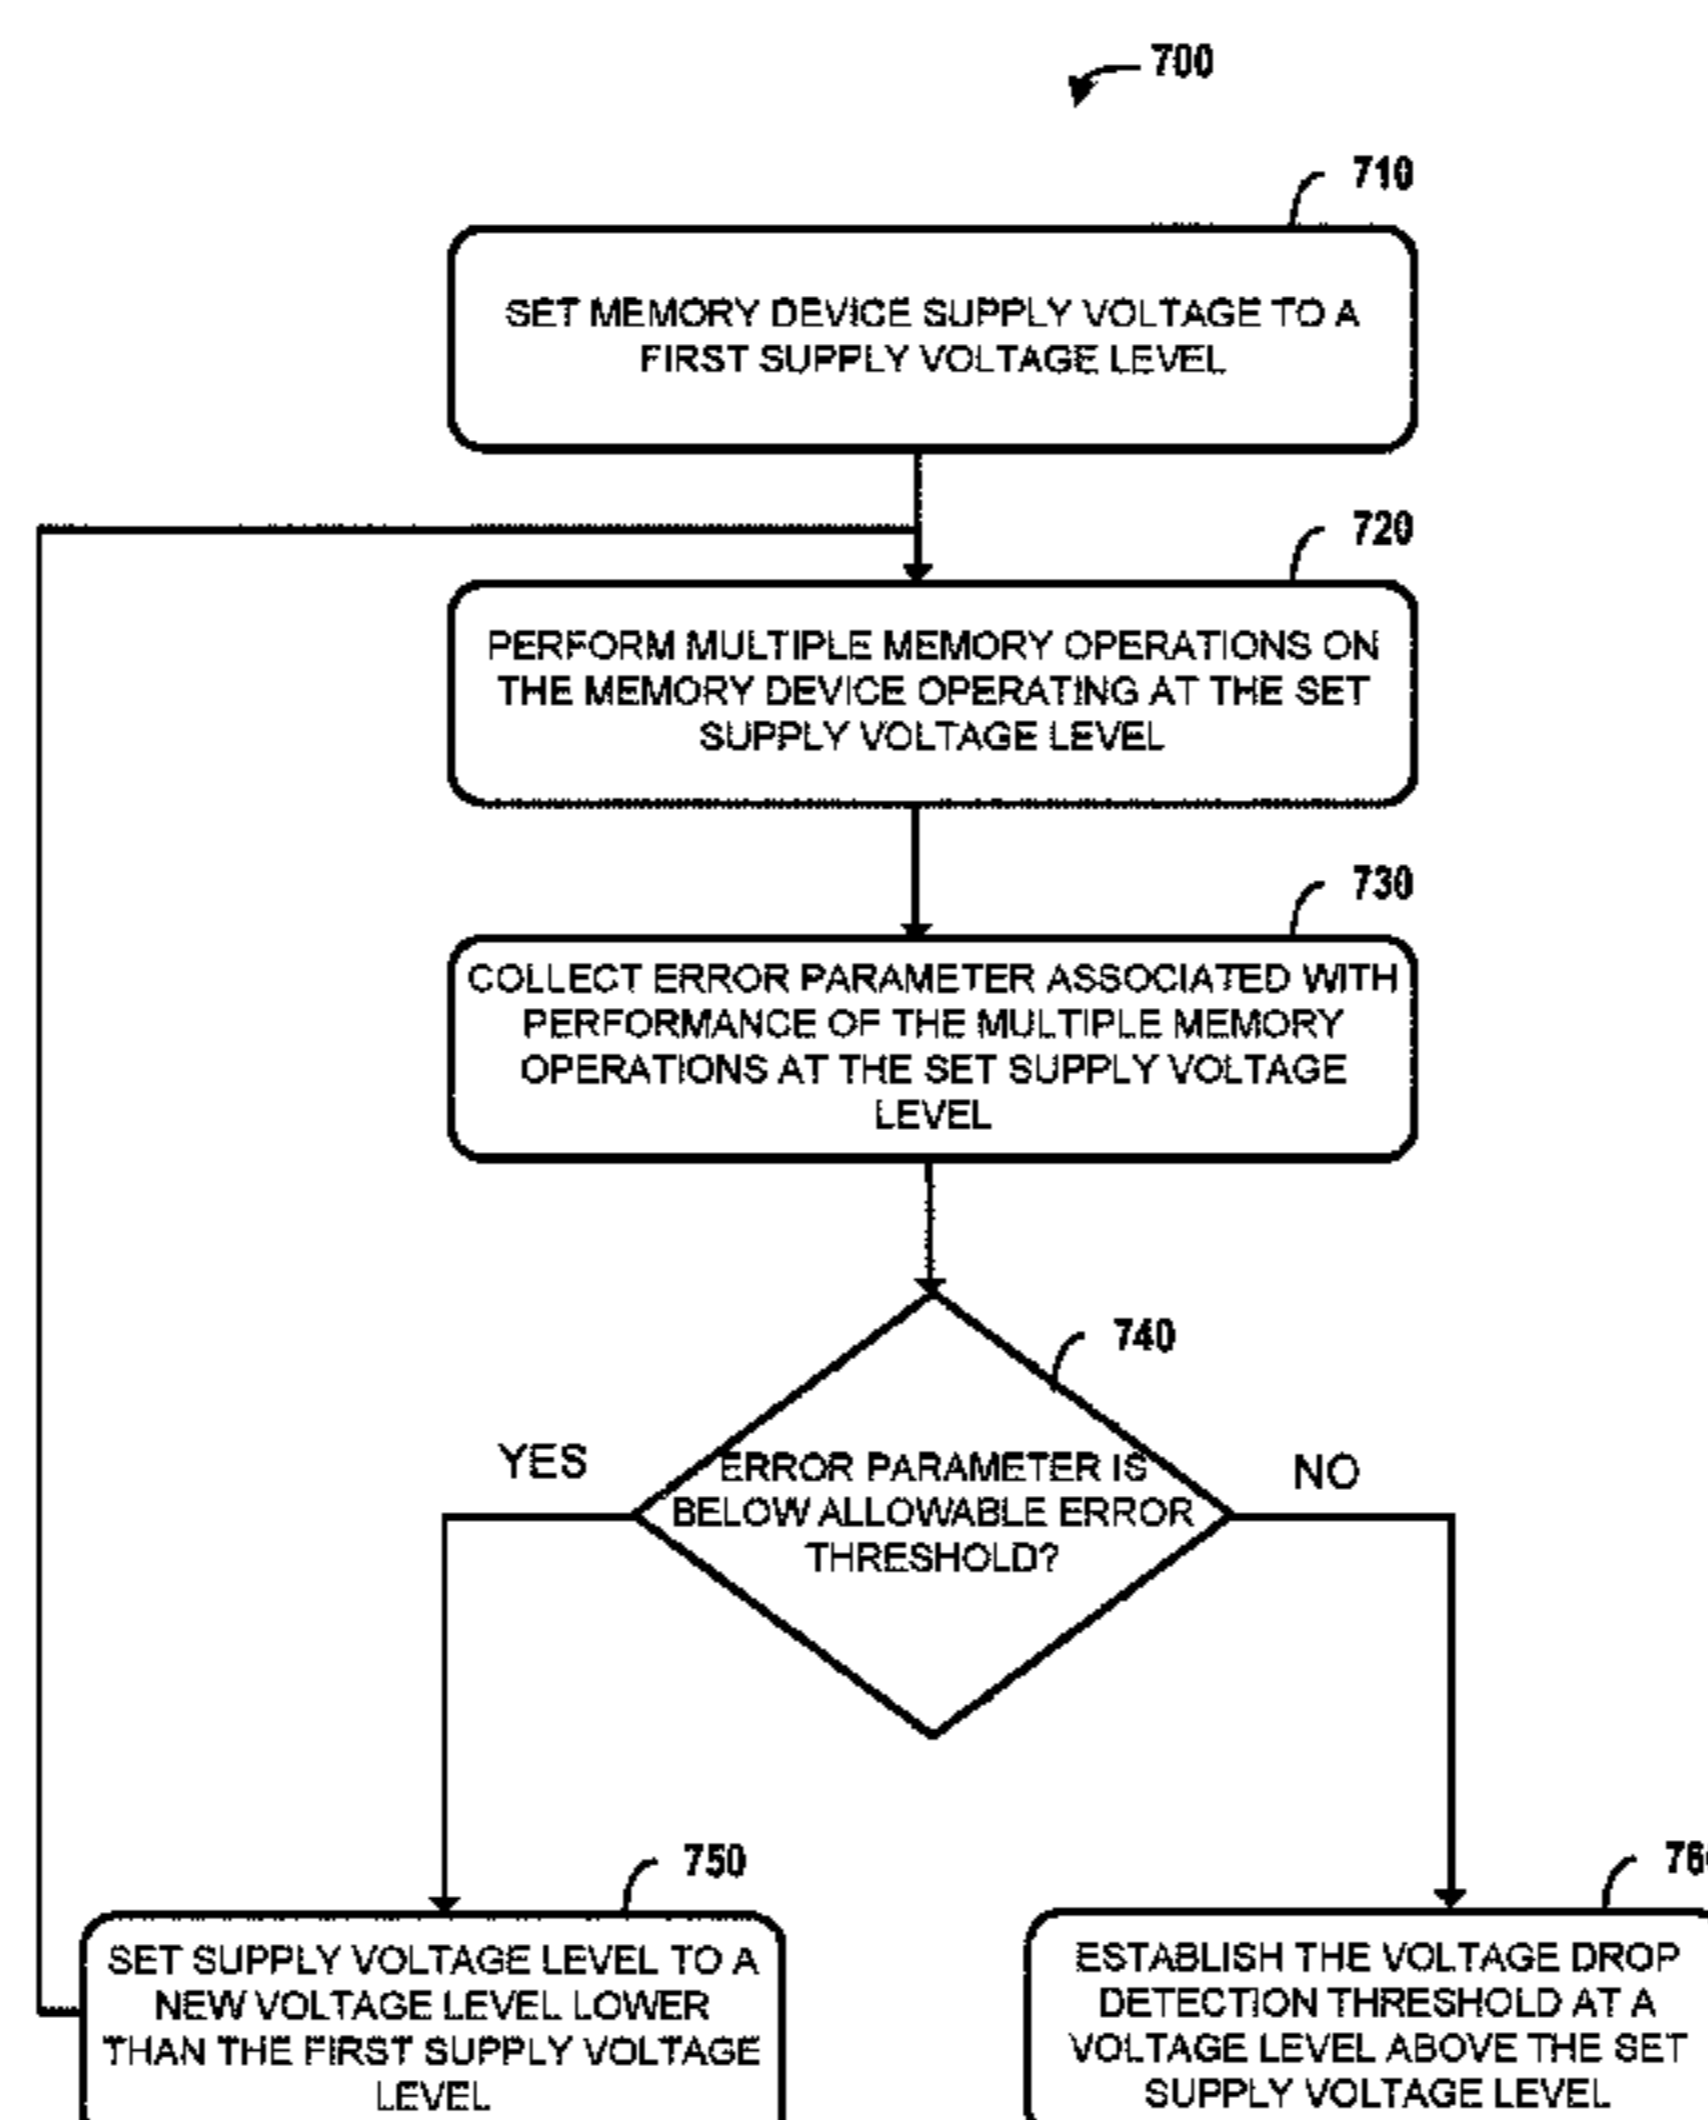 700
710
SET MEMORY DEVICE SUPPLY VOLTAGE TO A
FIRST SUPPLY VOLTAGE LEVEL
720
PERFORM MULTIPLE MEMORY OPERATIONS ON
THE MEMORY DEVICE OPERATING AT THE SET
SUPPLY VOLTAGE LEVEL
730
COLLECT ERROR PARAMETER ASSOCIATED WITH
PERFORMANCE OF THE MULTIPLE MEMORY
OPERATIONS AT THE SET SUPPLY VOLTAGE
LEVEL
740
YES
ERROR PARAMETER IS
BELOW ALLOWABLE ERROR
THRESHOLD?
NO
750
SET SUPPLY VOLTAGE LEVEL TO A
NEW VOLTAGE LEVEL LOWER
THAN THE FIRST SUPPLY VOLTAGE
LEVEL
ESTABLISH THE VOLTAGE DROP
DETECTION THRESHOLD AT A
VOLTAGE LEVEL ABOVE THE SET
SUPPLY VOLTAGE LEVEL